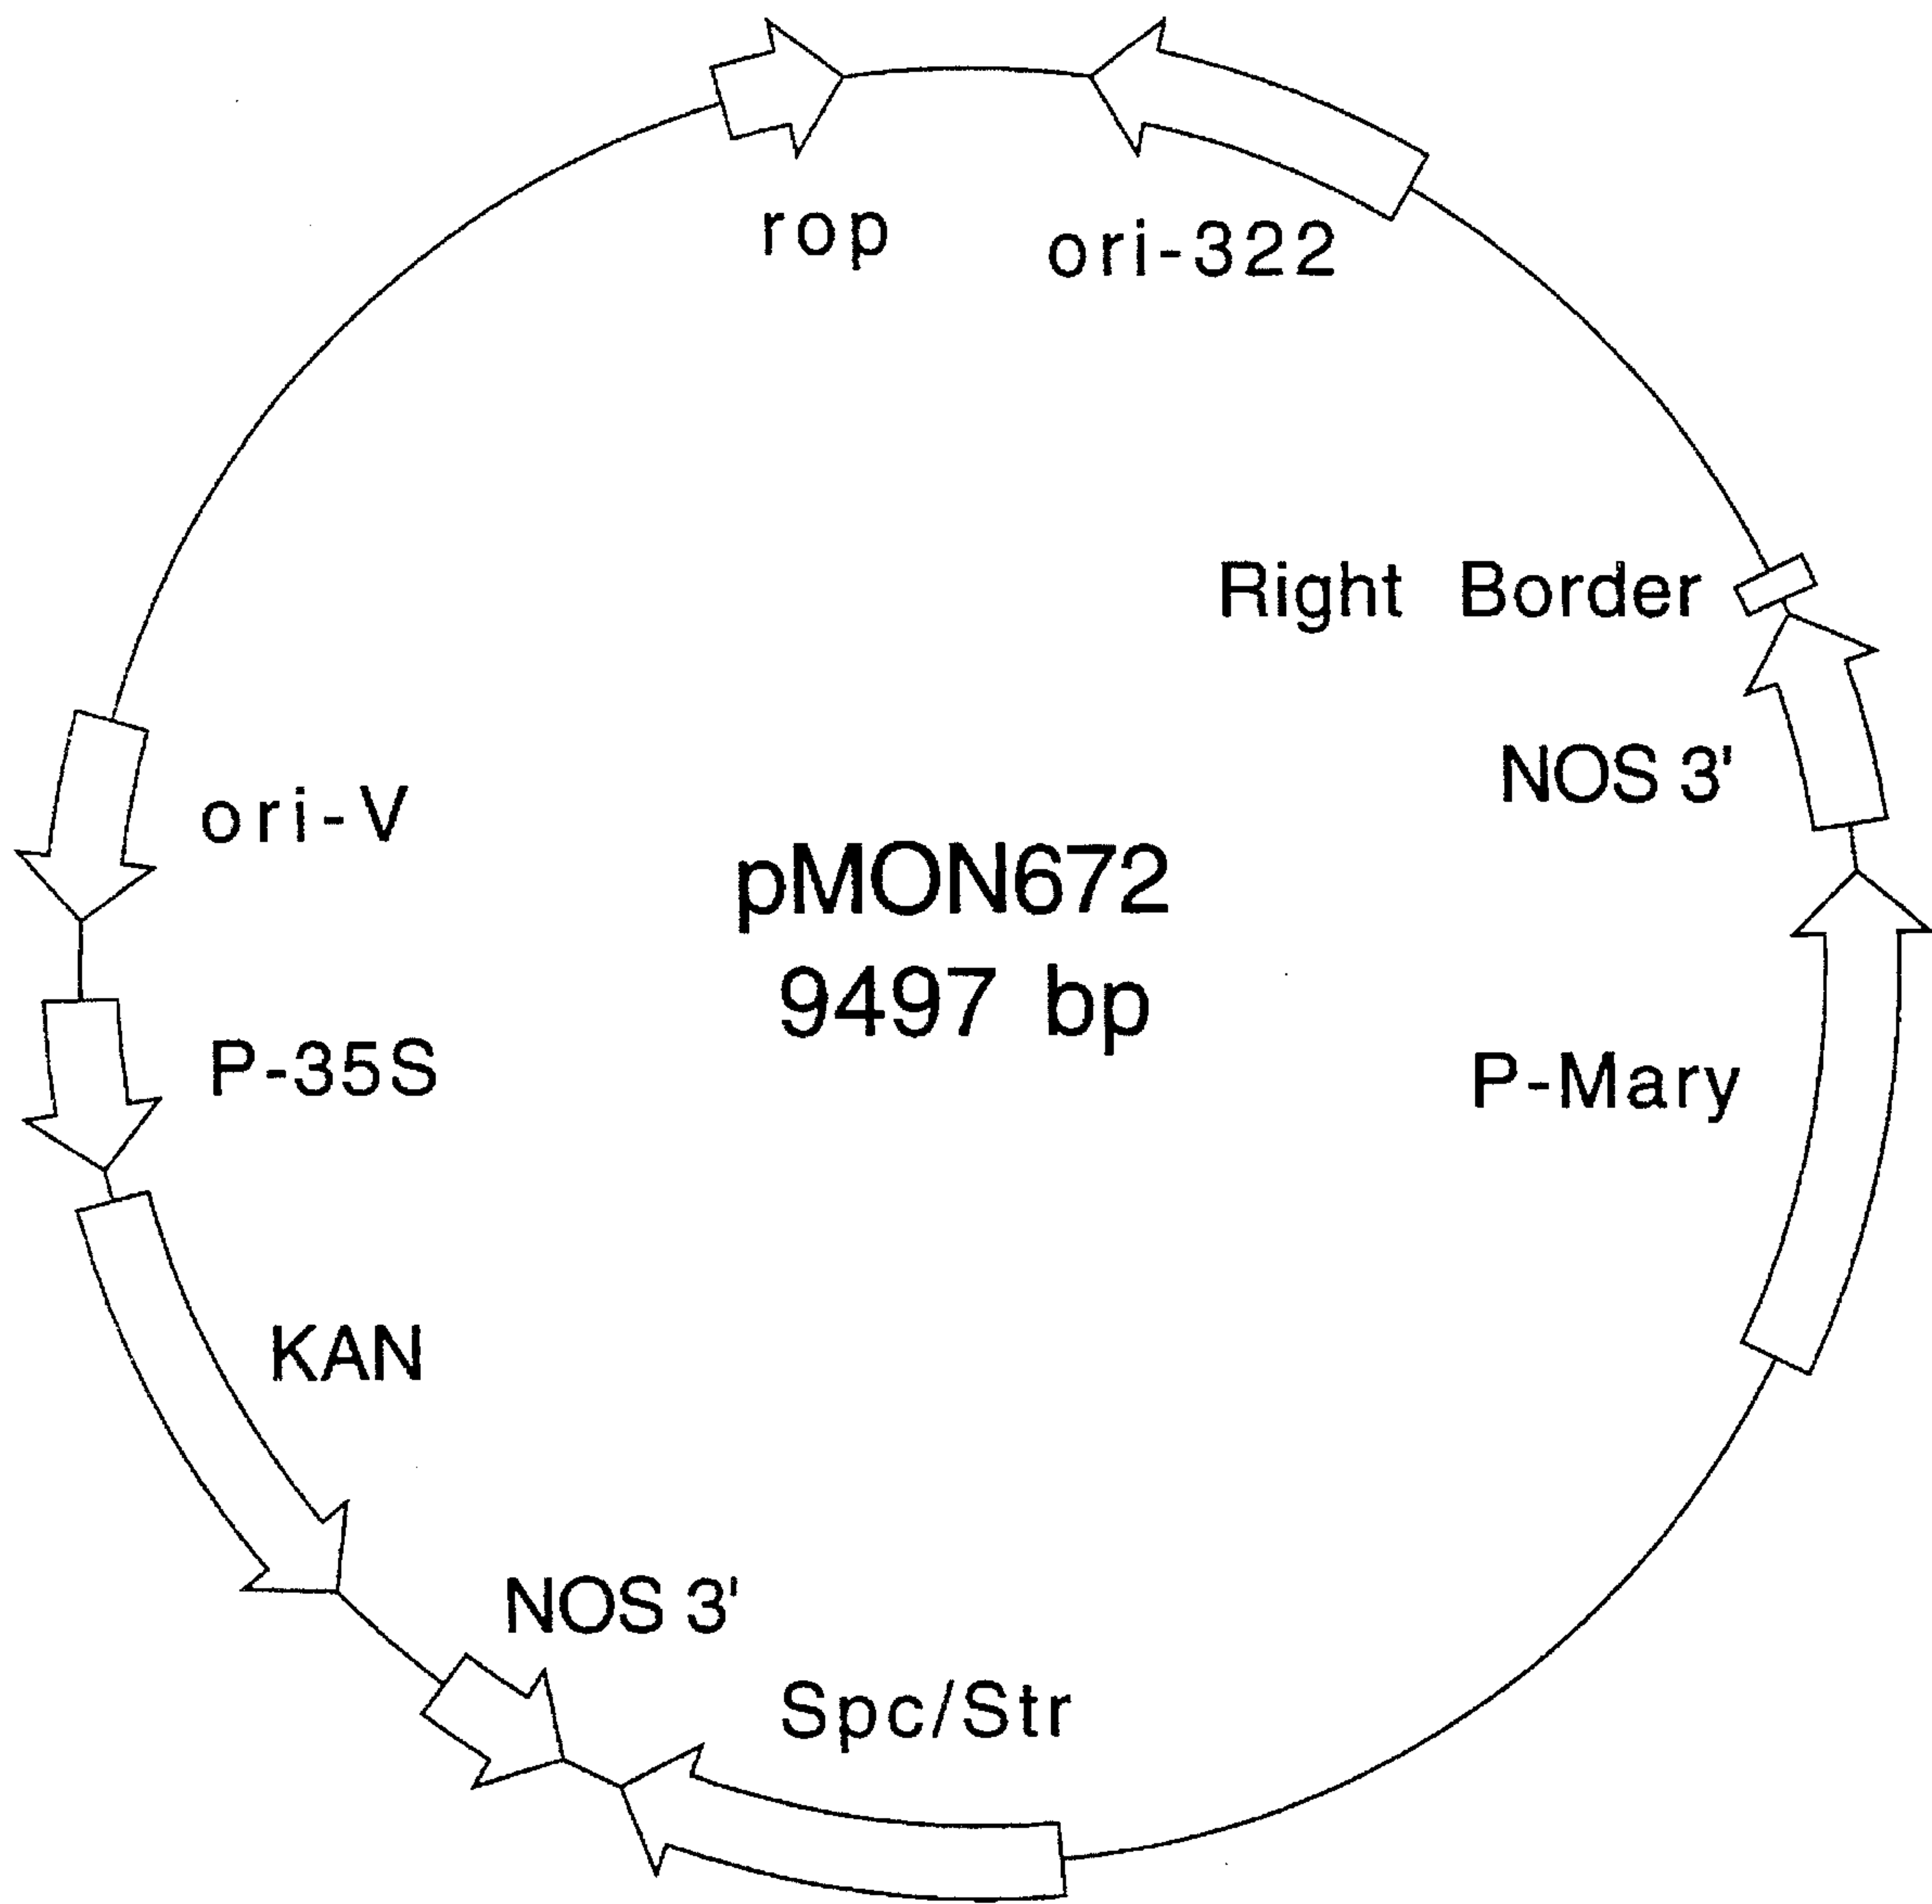 rop
ori-322
Right Border
NOS 3'
ori-V
pMON672
9497 bp
P-35S
P-Mary
KAN
NOS 3'
Spc/Str